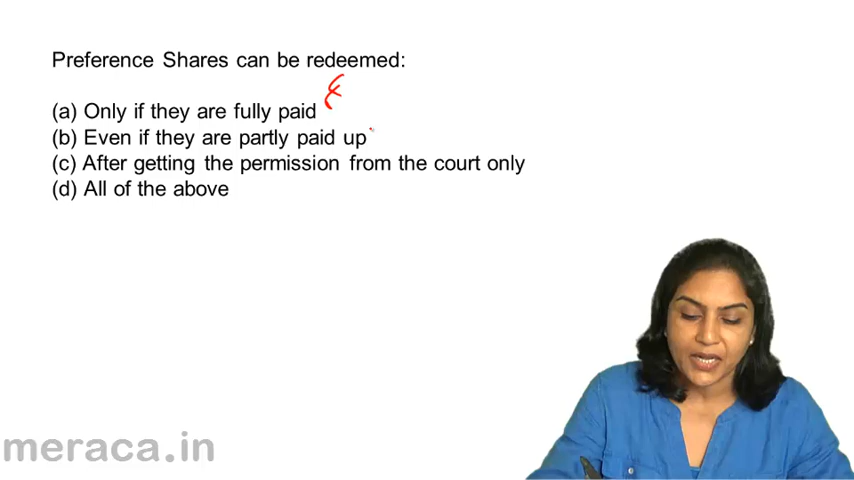 Preference Shares can be redeemed:
(a) Only if they are fully paid
(b) Even if they are partly paid up
(c) After getting the permission from the court only
(d) All of the above
meraca.in